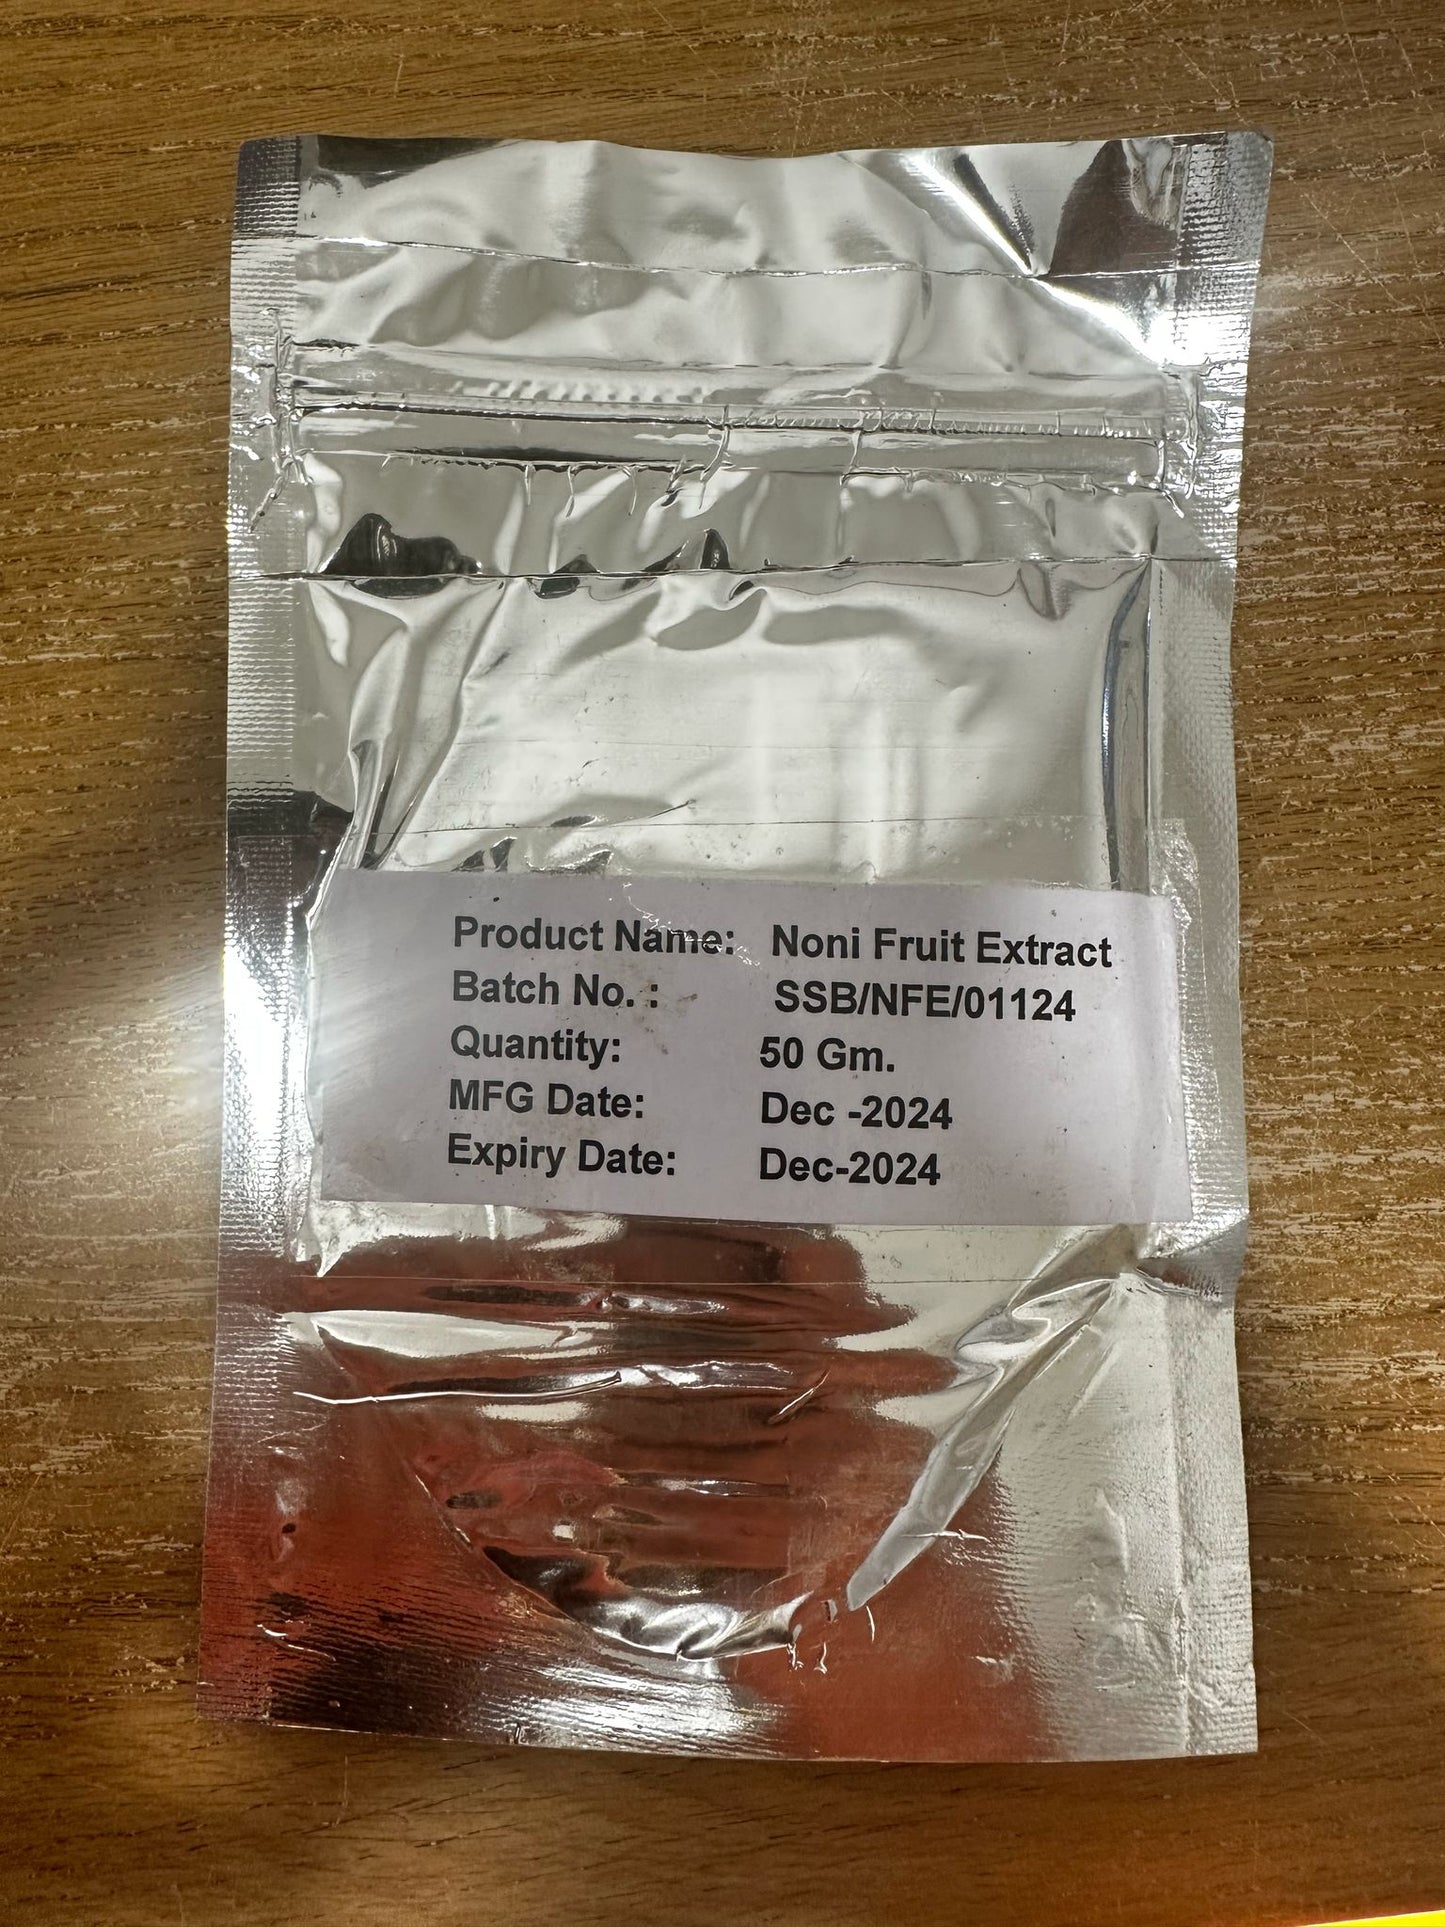 Product Name: Noni Fruit Extract
Batch No. : SSB/NFE/01124
Quantity: 50 Gm.
MFG Date: Dec -2024
Expiry Date: Dec-2024